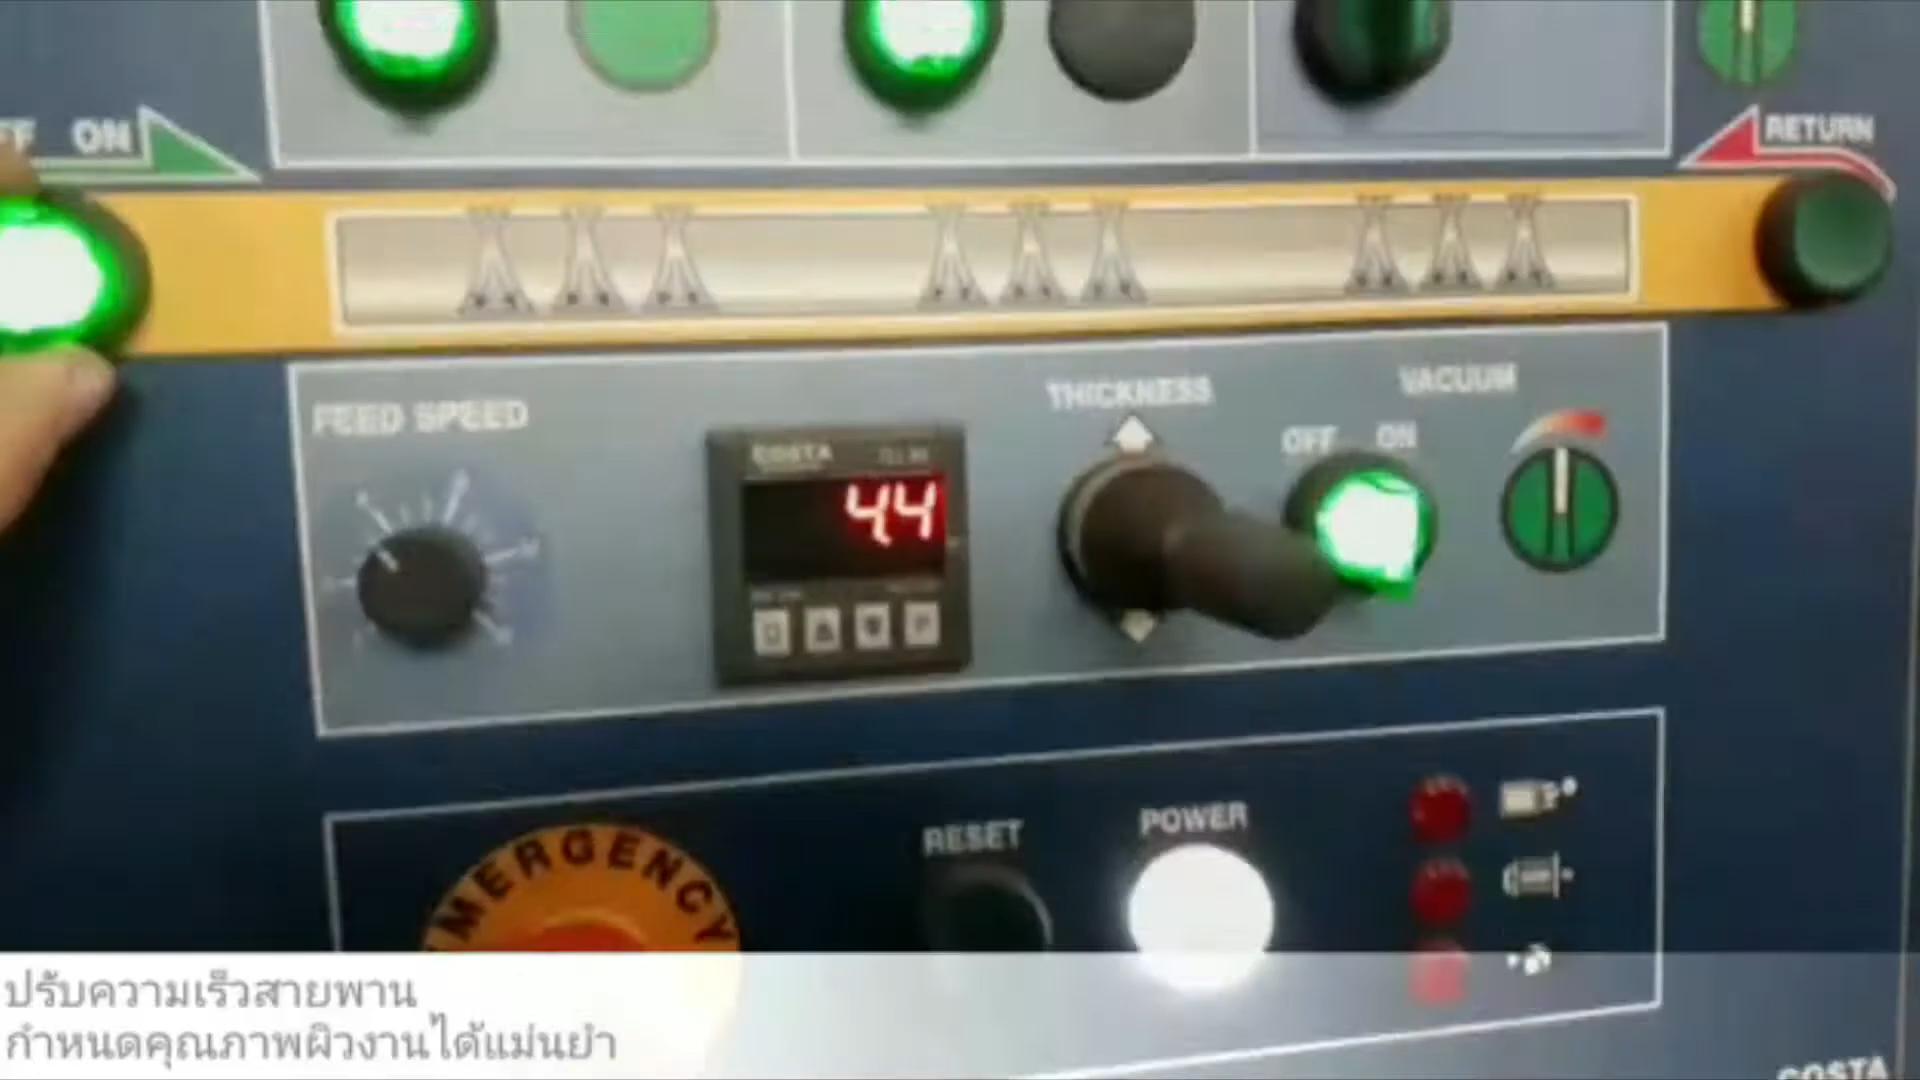 ON
RETURN
FEED SPEED
COSTA
4,4
THICKNESS
VACUUM
OFF ON
EMERGENCY
RESET
POWER
ปรับความเร็วสายพาน
กำหนดคุณภาพผิวงานได้แม่นยำ
COSTA